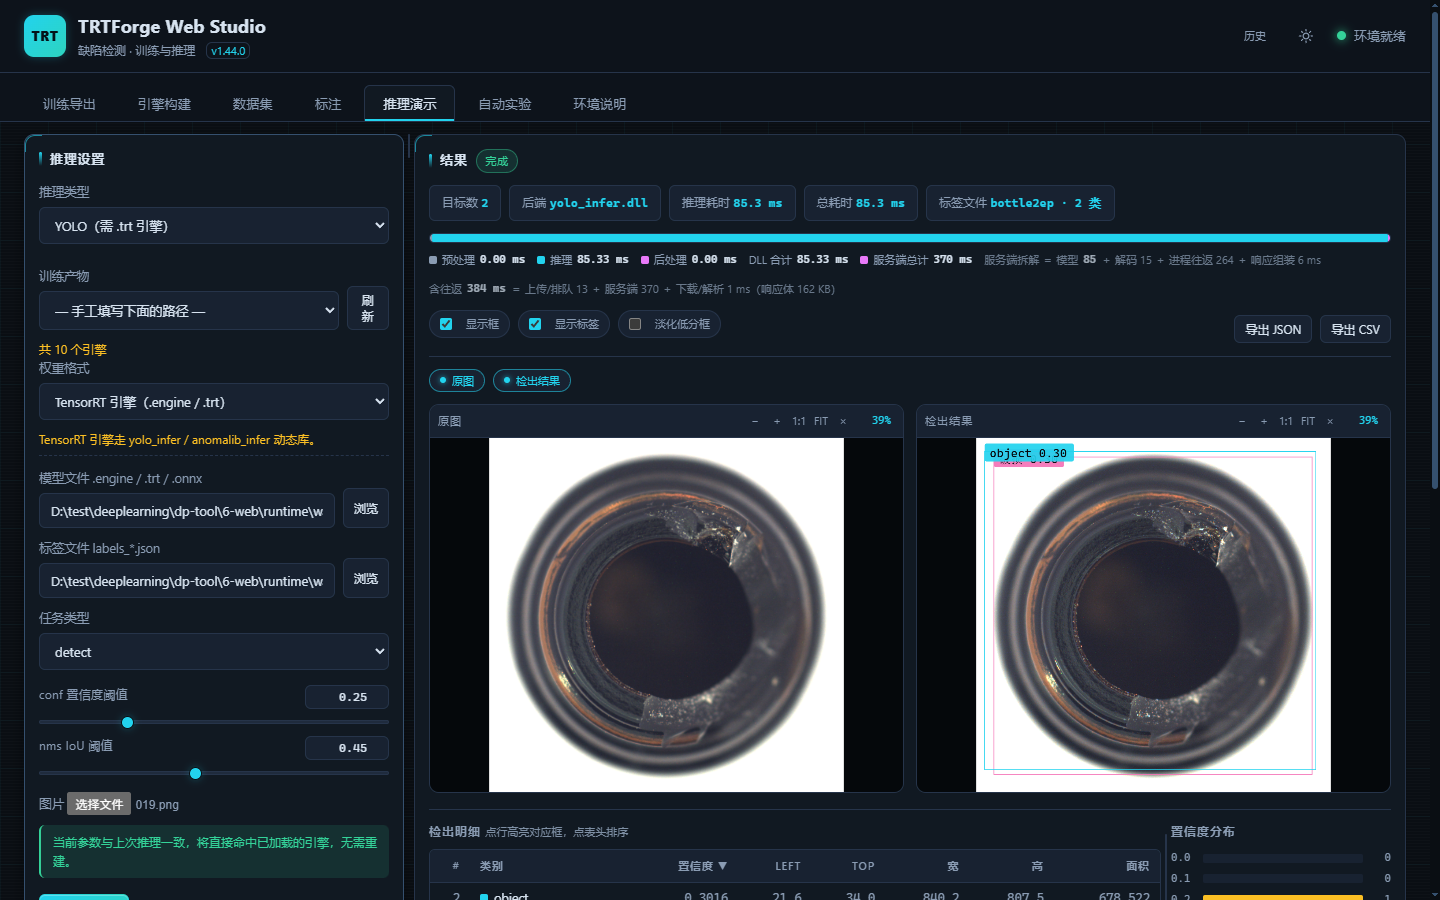 TRT
TRTForge Web Studio
缺陷检测 · 训练与推理 v1.44.0
历史
环境就绪
训练导出
引擎构建
数据集
标注
推理演示
自动实验
环境说明
推理设置
推理类型
YOLO（需 .trt 引擎）
训练产物
— 手工填写下面的路径 —
刷新
共 10 个引擎
权重格式
TensorRT 引擎（.engine / .trt）
TensorRT 引擎走 yolo_infer / anomalib_infer 动态库。
模型文件 .engine / .trt / .onnx
D:\test\deeplearning\dp-tool\6-web\runtime\w
浏览
标签文件 labels_*.json
D:\test\deeplearning\dp-tool\6-web\runtime\w
浏览
任务类型
detect
conf 置信度阈值 0.25
nms IoU 阈值 0.45
图片 选择文件 019.png
当前参数与上次推理一致，将直接命中已加载的引擎，无需重
建。
结果 完成
目标数 2
后端 yolo_infer.dll
推理耗时 85.3 ms
总耗时 85.3 ms
标签文件 bottle2ep · 2 类
预处理 0.00 ms 推理 85.33 ms 后处理 0.00 ms DLL 合计 85.33 ms 服务端总计 370 ms 服务端拆解 = 模型 85 + 解码 15 + 进程往返 264 + 响应组装 6 ms
含往返 384 ms = 上传/排队 13 + 服务端 370 + 下载/解析 1 ms（响应体 162 KB）
显示框
显示标签
淡化低分框
导出 JSON
导出 CSV
原图
检出结果
原图 − + 1:1 FIT × 39%
检出结果 − + 1:1 FIT × 39%
object 0.30
检出明细 点行高亮对应框，点表头排序
# 类别 置信度 ▼ LEFT TOP 宽 高 面积
2 object 0.3016 21.6 34.0 840.2 807.5 678,522
置信度分布
0.0 0
0.1 0
0.2 1